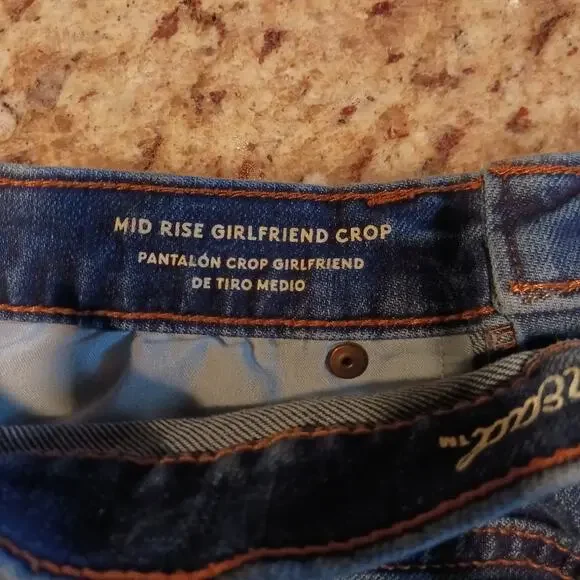 MID RISE GIRLFRIEND CROP
PANTALÓN CROP GIRLFRIEND
DE TIRO MEDIO